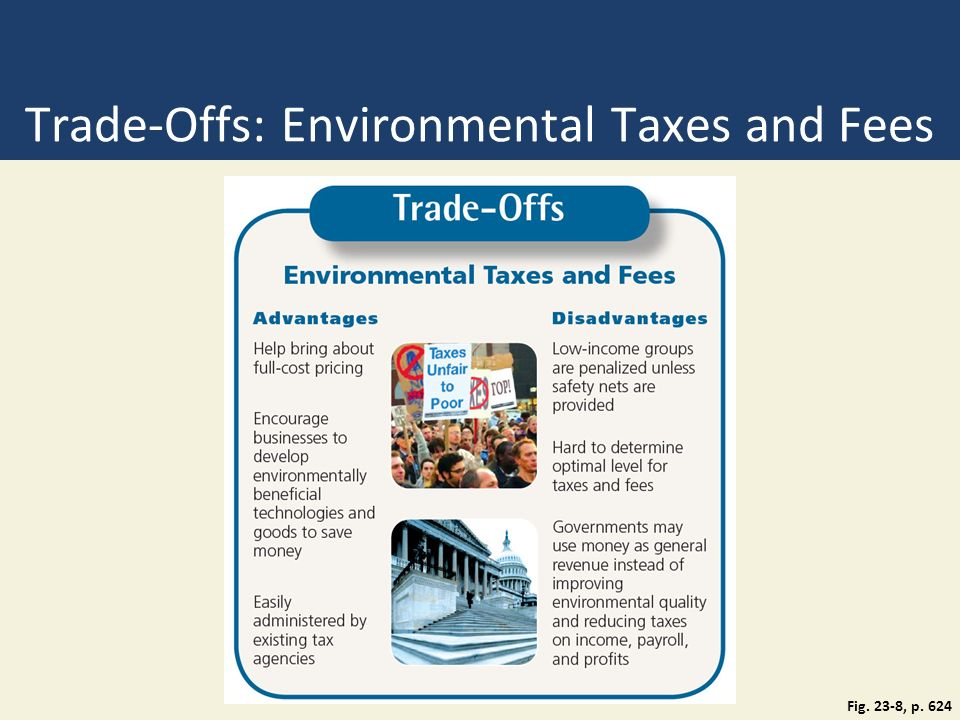 Trade-Offs: Environmental Taxes and Fees
Trade-Offs
Environmental Taxes and Fees
Advantages
Help bring about
full-cost pricing
Encourage
businesses to
develop
environmentally
beneficial
technologies and
goods to save
money
Easily
administered by
existing tax
agencies
Taxes
Unfair
to
Poor
TOP!
Disadvantages
Low-income groups
are penalized unless
safety nets are
provided
Hard to determine
optimal level for
taxes and fees
Governments may
use money as general
revenue instead of
improving
environmental quality
and reducing taxes
on income, payroll,
and profits
Fig. 23-8, p. 624